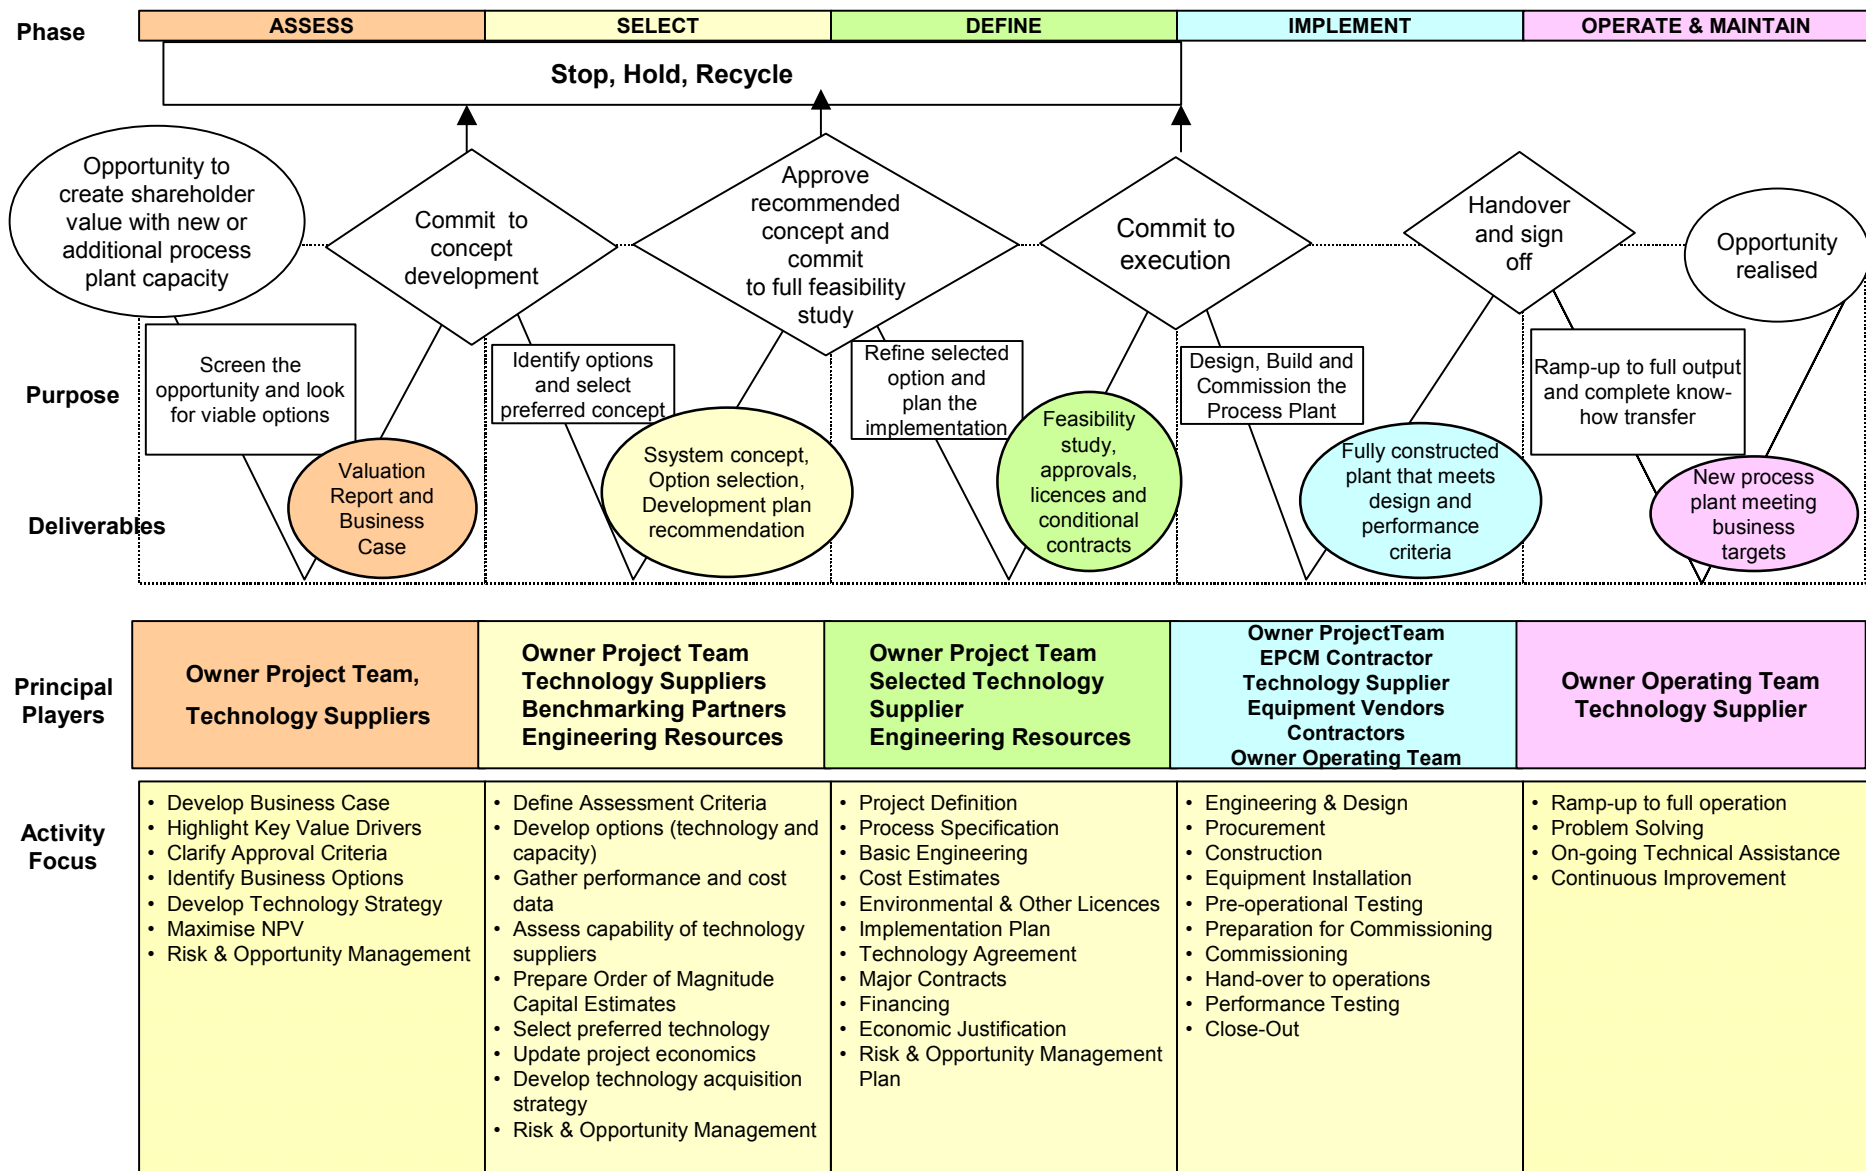 Phase
ASSESS
SELECT
DEFINE
IMPLEMENT
OPERATE & MAINTAIN
Stop, Hold, Recycle
Opportunity to
create shareholder
value with new or
additional process
plant capacity
Commit to
concept
development
Approve
recommended
concept and
commit
to full feasibility
study
Commit to
execution
Handover
and sign
off
Opportunity
realised
Purpose
Screen the
opportunity and look
for viable options
Identify options
and select
preferred concept
Refine selected
option and
plan the
implementation
Design, Build and
Commission the
Process Plant
Ramp-up to full output
and complete know-
how transfer
Deliverables
Valuation
Report and
Business
Case
Ssystem concept,
Option selection,
Development plan
recommendation
Feasibility
study,
approvals,
licences and
conditional
contracts
Fully constructed
plant that meets
design and
performance
criteria
New process
plant meeting
business
targets
Principal
Players
Owner Project Team,
Technology Suppliers
Owner Project Team
Technology Suppliers
Benchmarking Partners
Engineering Resources
Owner Project Team
Selected Technology
Supplier
Engineering Resources
Owner ProjectTeam
EPCM Contractor
Technology Supplier
Equipment Vendors
Contractors
Owner Operating Team
Owner Operating Team
Technology Supplier
Activity
Focus
• Develop Business Case
• Highlight Key Value Drivers
• Clarify Approval Criteria
• Identify Business Options
• Develop Technology Strategy
• Maximise NPV
• Risk & Opportunity Management
• Define Assessment Criteria
• Develop options (technology and
capacity)
• Gather performance and cost
data
• Assess capability of technology
suppliers
• Prepare Order of Magnitude
Capital Estimates
• Select preferred technology
• Update project economics
• Develop technology acquisition
strategy
• Risk & Opportunity Management
• Project Definition
• Process Specification
• Basic Engineering
• Cost Estimates
• Environmental & Other Licences
• Implementation Plan
• Technology Agreement
• Major Contracts
• Financing
• Economic Justification
• Risk & Opportunity Management
Plan
• Engineering & Design
• Procurement
• Construction
• Equipment Installation
• Pre-operational Testing
• Preparation for Commissioning
• Commissioning
• Hand-over to operations
• Performance Testing
• Close-Out
• Ramp-up to full operation
• Problem Solving
• On-going Technical Assistance
• Continuous Improvement